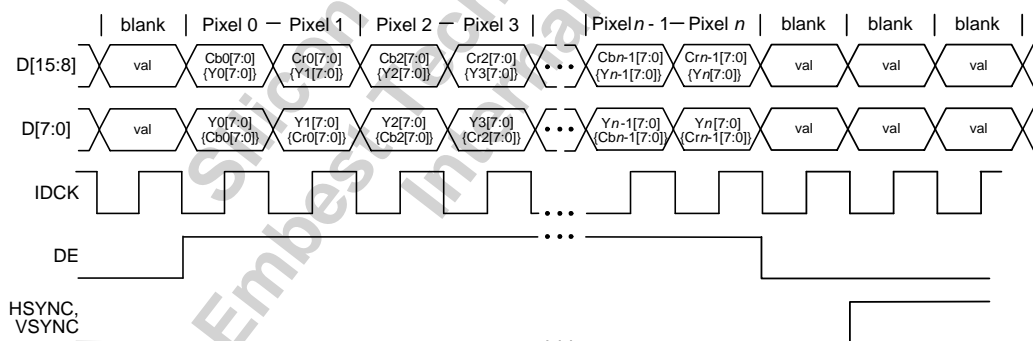 blank Pixel 0 — Pixel 1 Pixel 2 — Pixel 3 Pixel n - 1 — Pixel n blank blank blank
D[15:8] val Cb0[7:0] {Y0[7:0]} Cr0[7:0] {Y1[7:0]} Cb2[7:0] {Y2[7:0]} Cr2[7:0] {Y3[7:0]} Cbn-1[7:0] {Yn-1[7:0]} Crn-1[7:0] {Yn[7:0]} val val val
D[7:0] val Y0[7:0] {Cb0[7:0]} Y1[7:0] {Cr0[7:0]} Y2[7:0] {Cb2[7:0]} Y3[7:0] {Cr2[7:0]} Yn-1[7:0] {Cbn-1[7:0]} Yn[7:0] {Crn-1[7:0]} val val val
IDCK
DE
HSYNC,
VSYNC
Silicon
Embest Tech
Interna